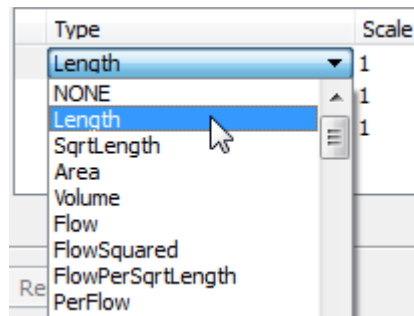 Type Scale
Length 1
NONE 1
Length 1
SqrtLength
Area
Volume
Flow
FlowSquared
FlowPerSqrtLength
Re
PerFlow